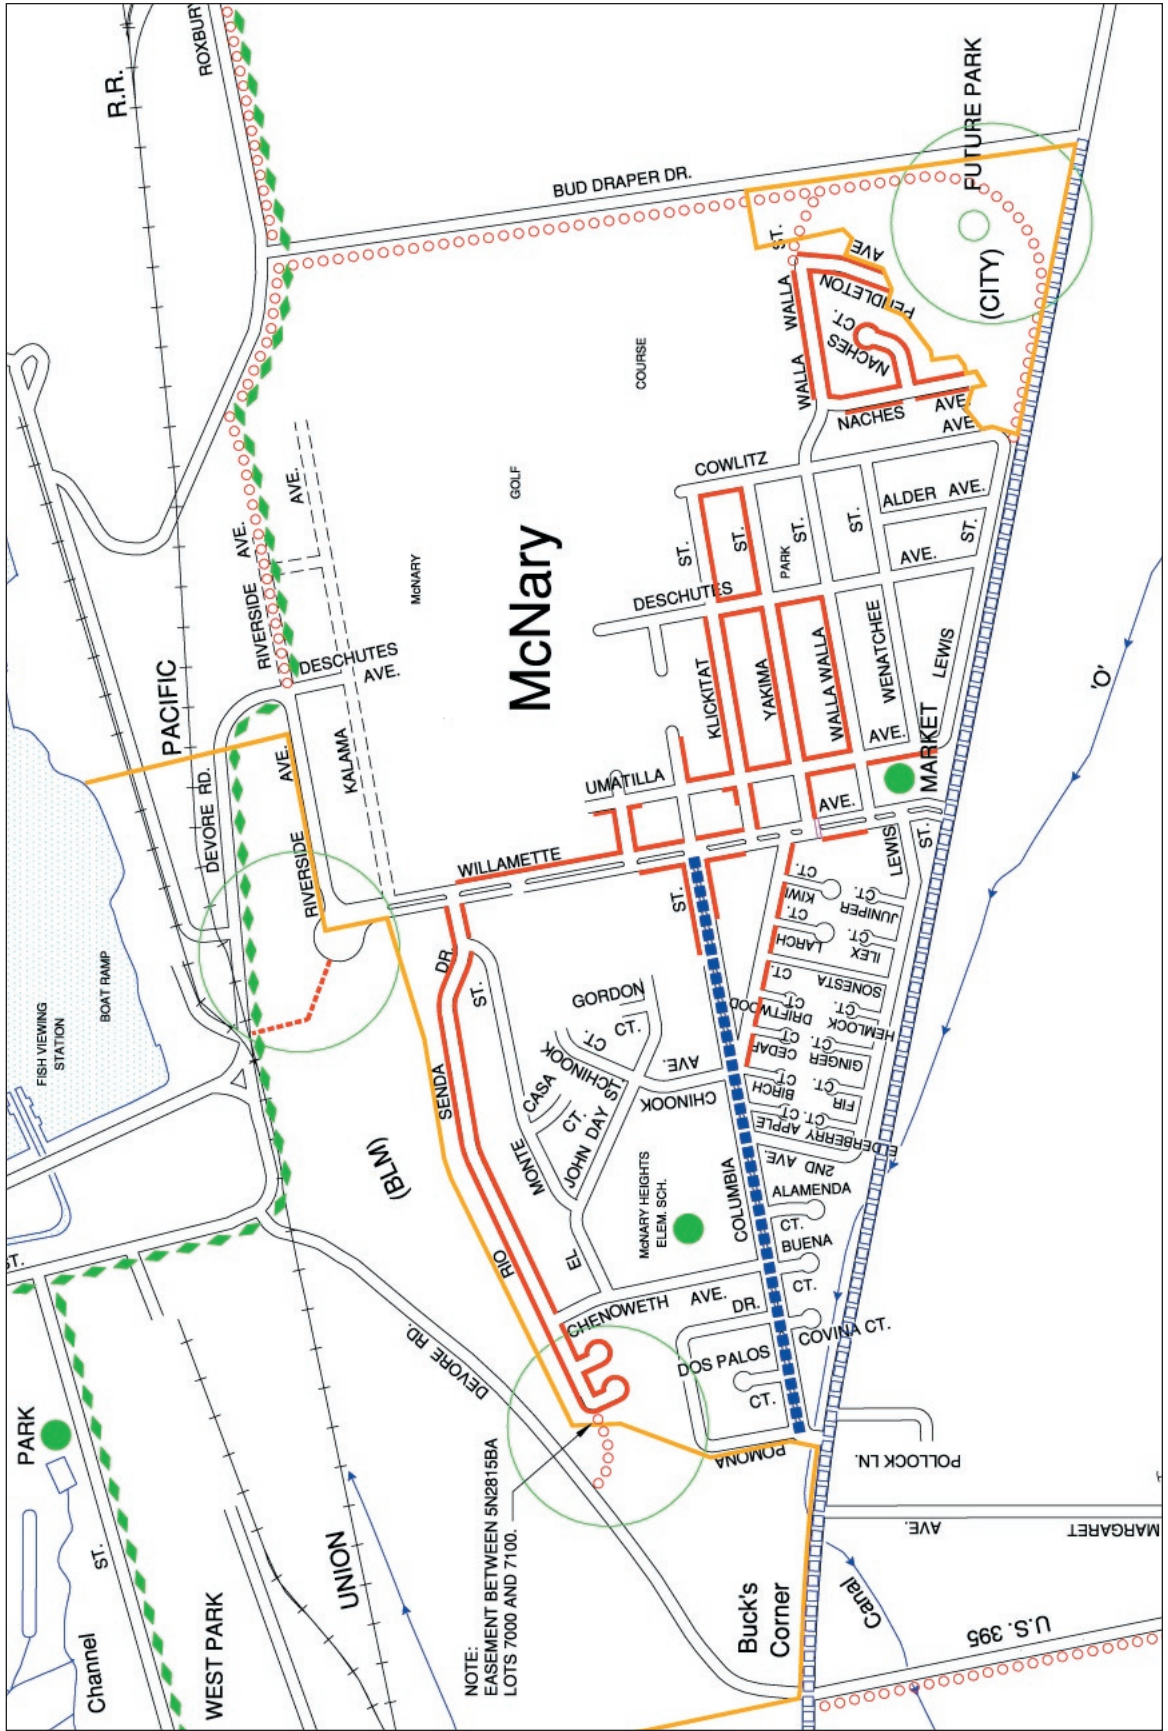 R.R.
ROXBURY
BUD DRAPER DR.
FUTURE PARK
(CITY)
ST.
AVE
PENDLETON
WALLA
WALLA
NACHES
CT.
NACHES
AVE.
AVE
COURSE
GOLF
McNARY
McNary
COWLITZ
ALDER AVE.
ST.
ST.
ST.
ST.
PARK
ST.
AVE.
DESCHUTES
KLICKITAT
YAKIMA
WALLA WALLA
WENATCHEE
LEWIS
AVE.
MARKET
'O'
AVE.
AVE.
RIVERSIDE
DESCHUTES
AVE.
PACIFIC
KALAMA
AVE.
DEVORE RD.
RIVERSIDE
UMATILLA
AVE.
WILLAMETTE
LEWIS
ST.
ST.
BOAT RAMP
FISH VIEWING
STATION
DR.
ST.
SENDA
GORDON
CT.
CHINOOK
CT.
CASA
CT.
JOHN DAY ST.
MONTE
EL
RIO
(BLM)
AVE.
CHINOOK
McNARY HEIGHTS
ELEM. SCH.
COLUMBIA
KIWI
CT.
LARCH
CT.
DRIFTWOOD
CT.
CEDAR
CT.
BIRCH
CT.
APPLE
CT.
JUNIPER
CT.
ILEX
CT.
SONESTA
CT.
HEMLOCK
CT.
GINGER
CT.
FIR
CT.
ELDERBERRY
CT.
2ND AVE.
ALAMENDA
CT.
BUENA
CT.
COVINA CT.
CHENOWETH AVE.
DR.
DOS PALOS
CT.
POMONA
POLLOCK LN.
MARGARET
AVE.
DEVORE RD.
ST.
PARK
ST.
WEST PARK
Channel
UNION
NOTE:
EASEMENT BETWEEN 5N2815BA
LOTS 7000 AND 7100.
Buck's
Corner
Canal
U.S. 395